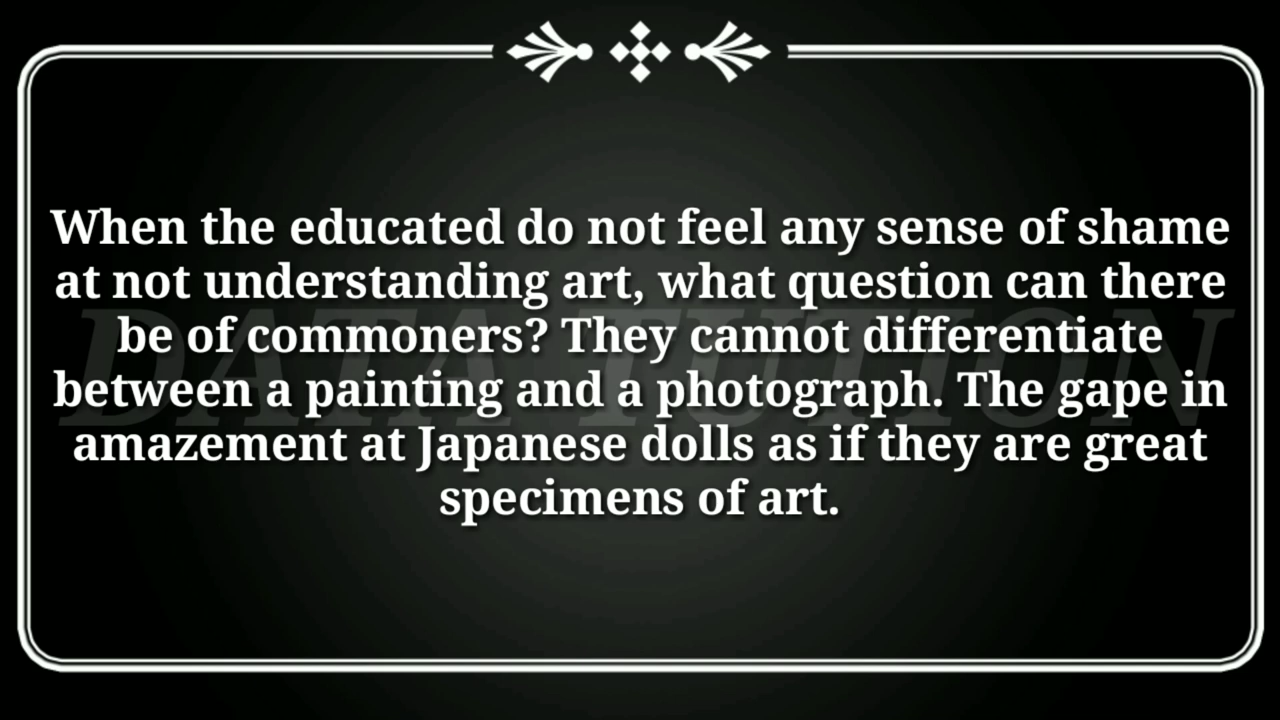 When the educated do not feel any sense of shame
at not understanding art, what question can there
be of commoners? They cannot differentiate
between a painting and a photograph. The gape in
amazement at Japanese dolls as if they are great
specimens of art.
DATA TUTION